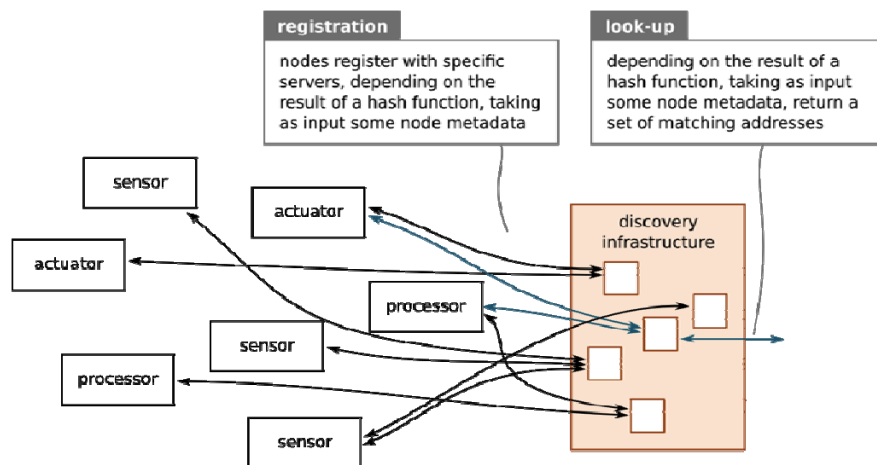 registration
nodes register with specific
servers, depending on the
result of a hash function, taking
as input some node metadata
look-up
depending on the result of a
hash function, taking as input
some node metadata, return a
set of matching addresses
sensor
actuator
discovery
infrastructure
actuator
processor
sensor
processor
sensor